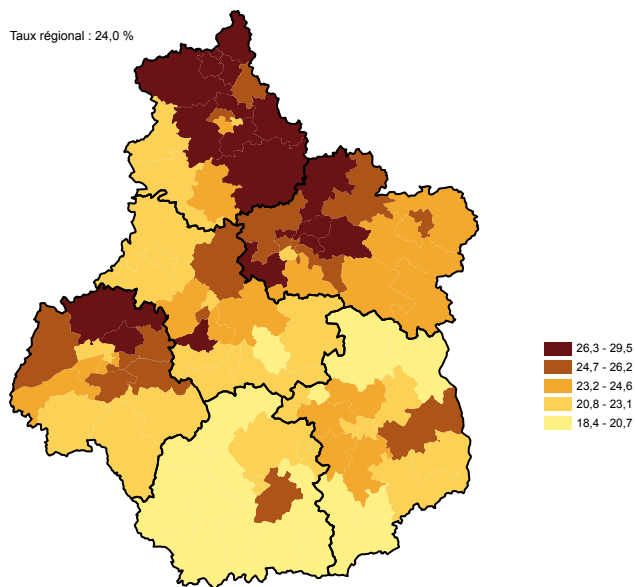 Taux régional : 24,0 %
26,3 - 29,5
24,7 - 26,2
23,2 - 24,6
20,8 - 23,1
18,4 - 20,7